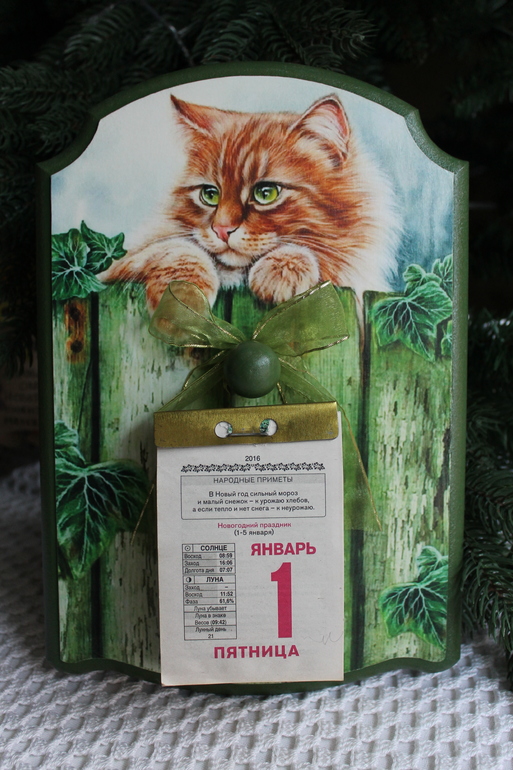 2016
НАРОДНЫЕ ПРИМЕТЫ
В Новый год сильный мороз
и малый снежок – к урожаю хлебов,
а если тепло и нет снега – к неурожаю.
Новогодний праздник
(1-5 января)
СОЛНЦЕ
Восход 08:59
Заход 16:06
Долгота дня 07:07
ЛУНА
Заход –
Восход 11:52
Фаза 61,6%
Луна убывает
Луна в знаке
Весов (09:42)
Лунный день
21
ЯНВАРЬ
1
ПЯТНИЦА